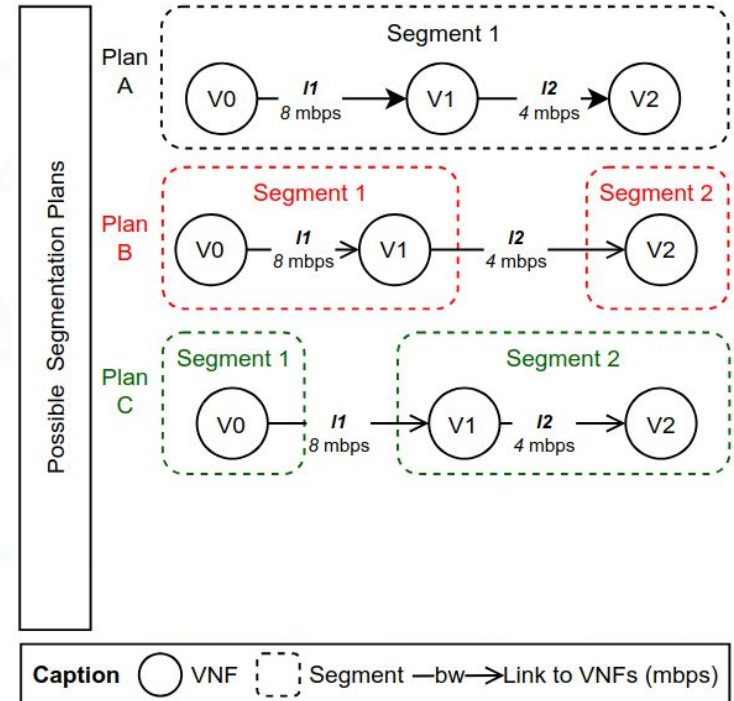 Possible Segmentation Plans
Plan
A
Segment 1
V0
l1
8 mbps
V1
l2
4 mbps
V2
Plan
B
Segment 1
Segment 2
V0
l1
8 mbps
V1
l2
4 mbps
V2
Plan
C
Segment 1
Segment 2
V0
l1
8 mbps
V1
l2
4 mbps
V2
Caption VNF Segment bw Link to VNFs (mbps)